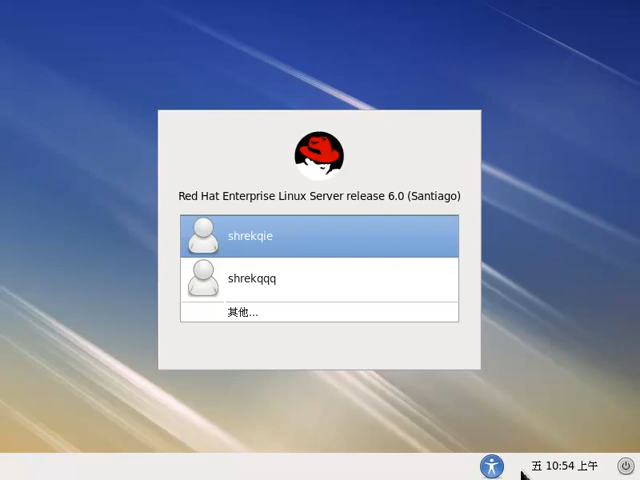 Red Hat Enterprise Linux Server release 6.0 (Santiago)
shrekqie
shrekqqq
其他...
五 10:54 上午